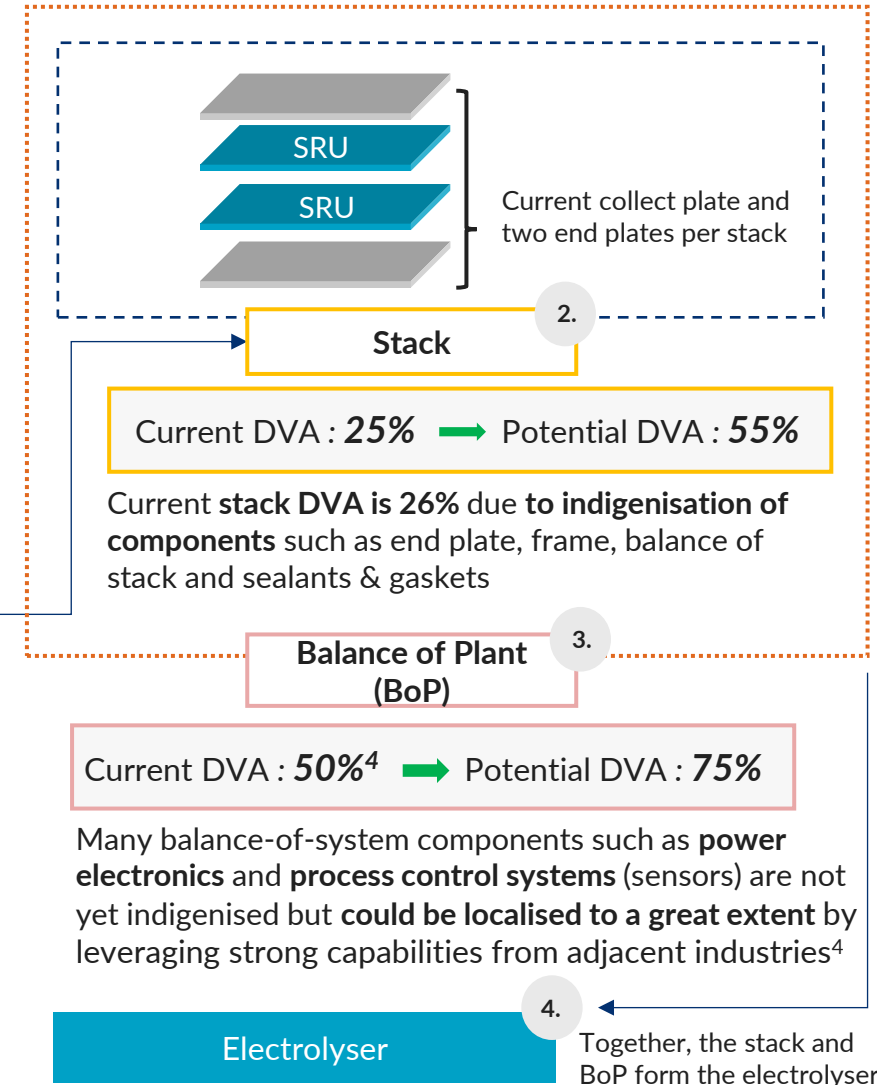 SRU
SRU
Current collect plate and
two end plates per stack
2.
Stack
Current DVA : 25% Potential DVA : 55%
Current stack DVA is 26% due to indigenisation of
components such as end plate, frame, balance of
stack and sealants & gaskets
3.
Balance of Plant
(BoP)
Current DVA : 50%⁴ Potential DVA : 75%
Many balance-of-system components such as power
electronics and process control systems (sensors) are not
yet indigenised but could be localised to a great extent by
leveraging strong capabilities from adjacent industries⁴
4.
Electrolyser
Together, the stack and
BoP form the electrolyser